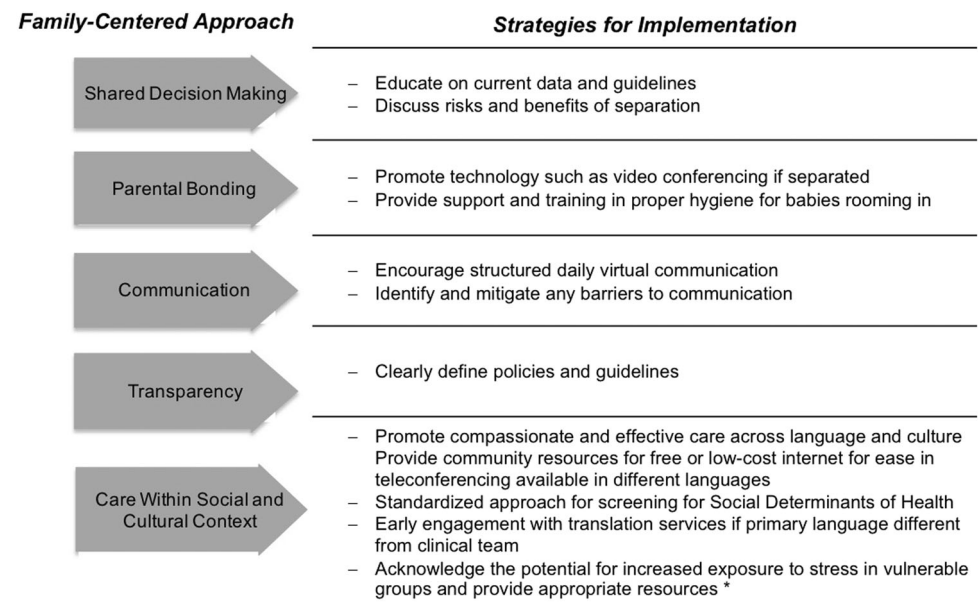 Family-Centered Approach
Strategies for Implementation
Shared Decision Making
– Educate on current data and guidelines
– Discuss risks and benefits of separation
Parental Bonding
– Promote technology such as video conferencing if separated
– Provide support and training in proper hygiene for babies rooming in
Communication
– Encourage structured daily virtual communication
– Identify and mitigate any barriers to communication
Transparency
– Clearly define policies and guidelines
Care Within Social and
Cultural Context
– Promote compassionate and effective care across language and culture
Provide community resources for free or low-cost internet for ease in
teleconferencing available in different languages
– Standardized approach for screening for Social Determinants of Health
– Early engagement with translation services if primary language different
from clinical team
– Acknowledge the potential for increased exposure to stress in vulnerable
groups and provide appropriate resources *